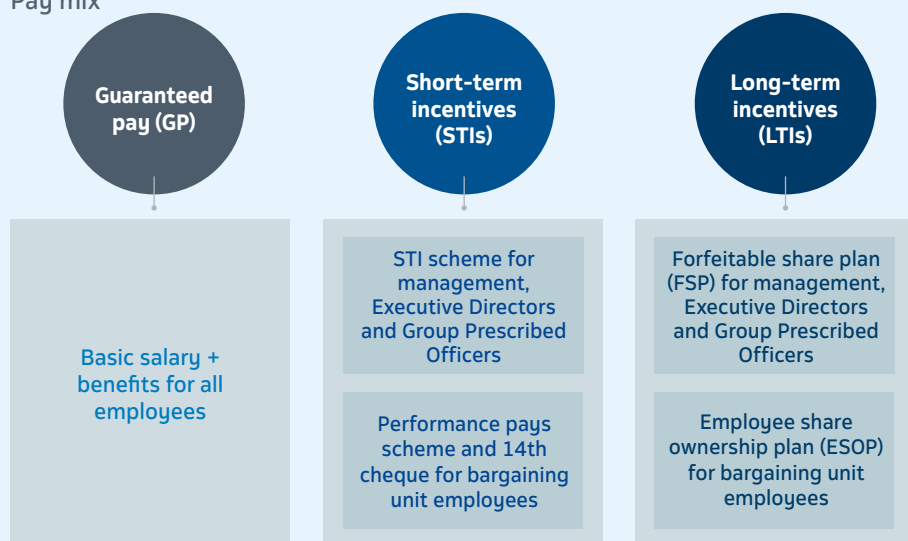 Pay mix
Guaranteed
pay (GP)
Short-term
incentives
(STIs)
Long-term
incentives
(LTIs)
Basic salary +
benefits for all
employees
STI scheme for
management,
Executive Directors
and Group Prescribed
Officers
Performance pays
scheme and 14th
cheque for bargaining
unit employees
Forfeitable share plan
(FSP) for management,
Executive Directors
and Group Prescribed
Officers
Employee share
ownership plan (ESOP)
for bargaining unit
employees